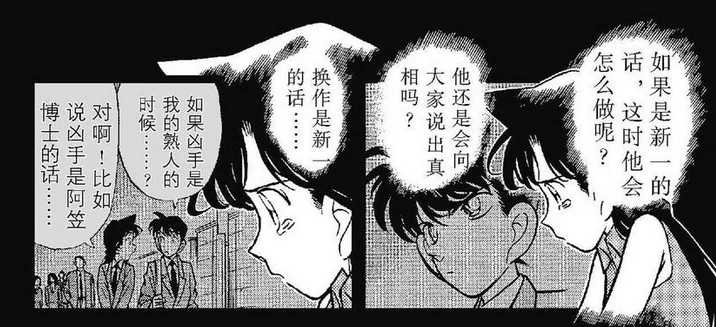 如果是新一的
话，这时他会
怎么做呢？
他还是会向
大家说出真
相吗？
换作是新一
的话……
如果凶手是
我的熟人的
时候……？
对啊！比如
说凶手是阿笠
博士的话……